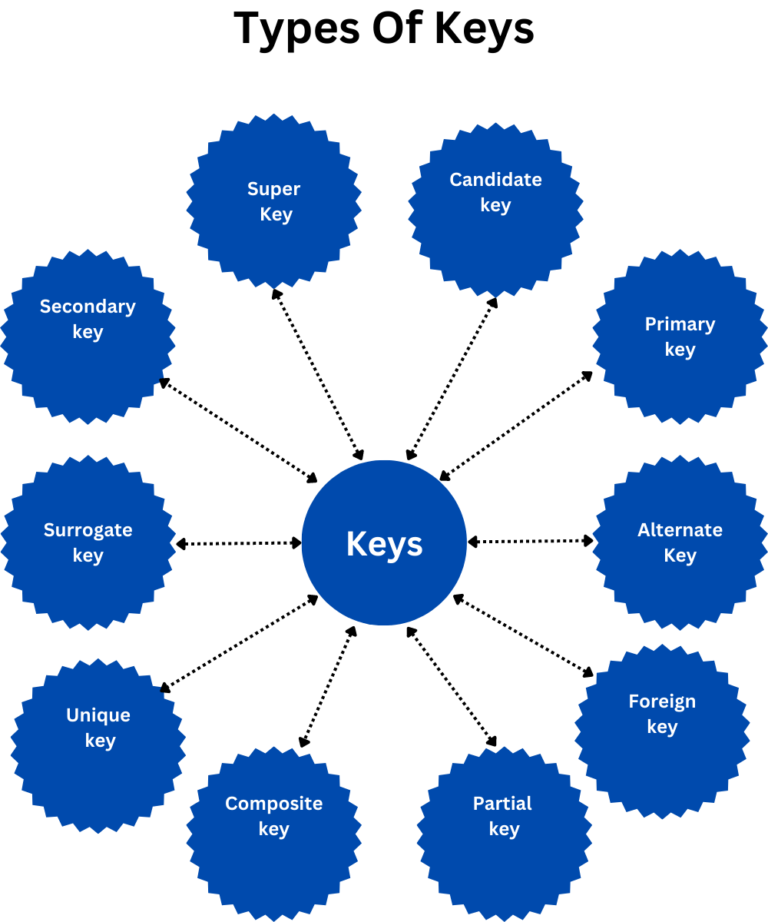 Types Of Keys
Super
Key
Candidate
key
Secondary
key
Primary
key
Surrogate
key
Keys
Alternate
Key
Unique
key
Foreign
key
Composite
key
Partial
key